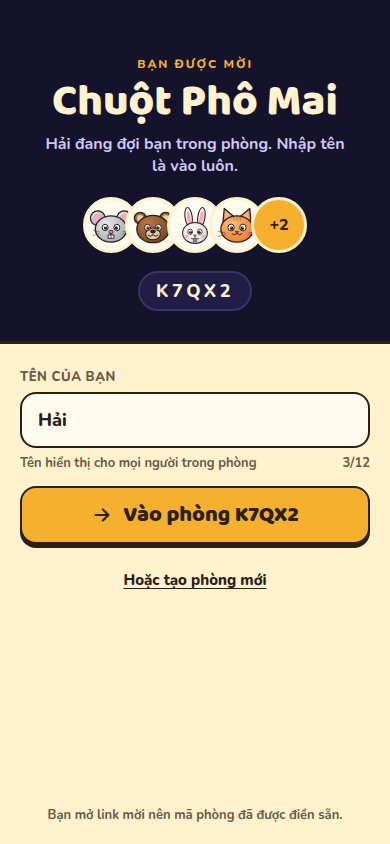 BẠN ĐƯỢC MỜI
Chuột Phô Mai
Hải đang đợi bạn trong phòng. Nhập tên
là vào luôn.
+2
K7QX2
TÊN CỦA BẠN
Hải
Tên hiển thị cho mọi người trong phòng
3/12
→ Vào phòng K7QX2
Hoặc tạo phòng mới
Bạn mở link mời nên mã phòng đã được điền sẵn.